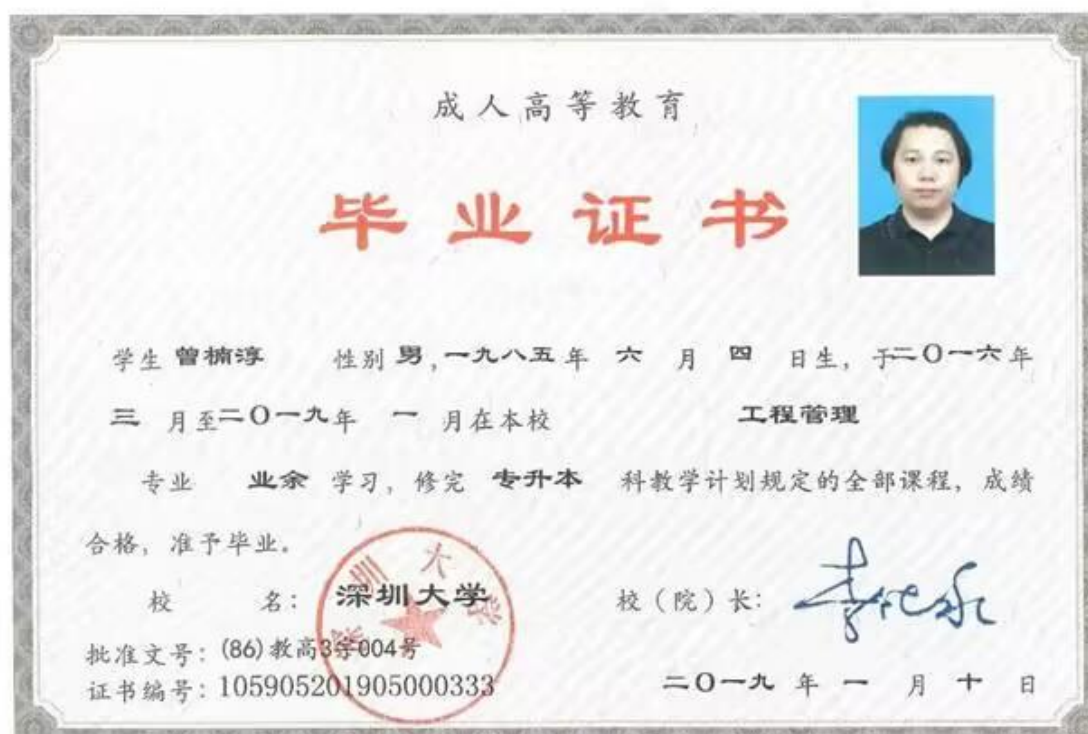 成人高等教育
毕业证书
学生 曾楠淳 性别 男,一九八五年 六 月 四 日生, 于二〇一六年
三 月至二〇一九年 一 月在本校 工程管理
专业 业余 学习, 修完 专升本 科教学计划规定的全部课程, 成绩
合格, 准予毕业。
深圳大学
校 名: 深圳大学 校(院)长:
批准文号: (86)教高3字004号
证书编号: 105905201905000333 二〇一九 年 一 月 十 日